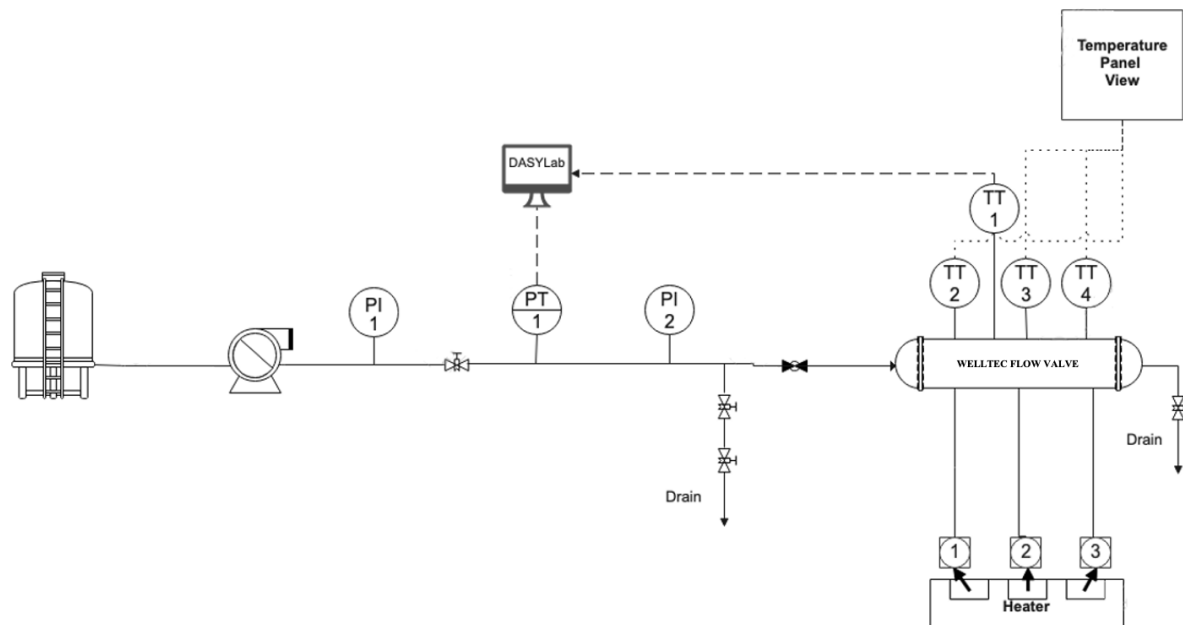 Temperature
Panel
View
DASYLab
TT
1
TT
2
TT
3
TT
4
PI
1
PT
1
PI
2
WELLTEC FLOW VALVE
Drain
Drain
1
2
3
Heater